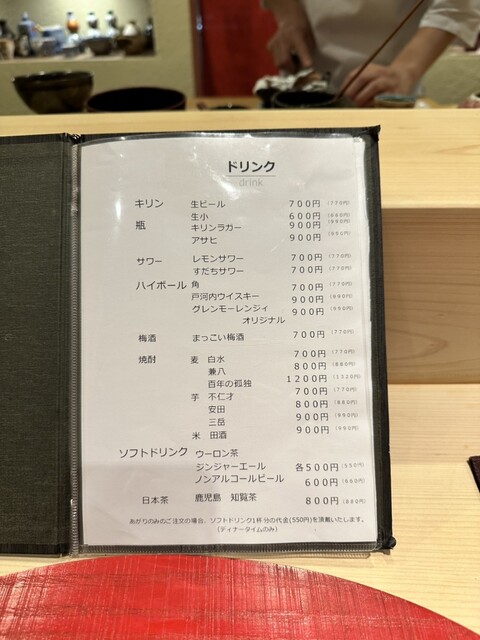 ドリンク
drink
キリン 生ビール 700円 (770円)
生小 600円 (660円)
瓶 キリンラガー 900円 (990円)
アサヒ 900円 (990円)
サワー レモンサワー 700円 (770円)
すだちサワー 700円 (770円)
ハイボール 角 700円 (770円)
戸河内ウイスキー 900円 (990円)
グレンモーレンジィ 900円 (990円)
オリジナル
梅酒 まっこい梅酒 700円 (770円)
焼酎 麦 白水 700円 (770円)
兼八 800円 (880円)
百年の孤独 1200円 (1320円)
芋 不仁才 700円 (770円)
安田 800円 (880円)
三岳 900円 (990円)
米 田酒 900円 (990円)
ソフトドリンク ウーロン茶
ジンジャーエール 各500円 (550円)
ノンアルコールビール 600円 (660円)
日本茶 鹿児島 知覧茶 800円 (880円)
あがりのみのご注文の場合、ソフトドリンク1杯分の代金(550円)を頂戴いたします。
(ディナータイムのみ)